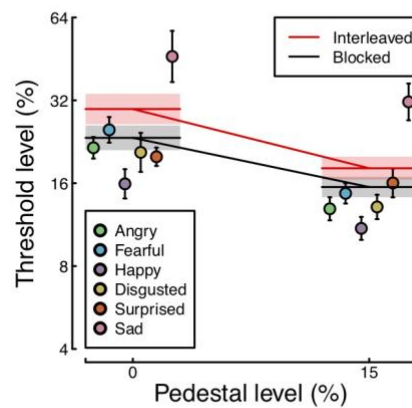 64
32
16
8
4
Threshold level (%)
Interleaved
Blocked
Angry
Fearful
Happy
Disgusted
Surprised
Sad
0
15
Pedestal level (%)